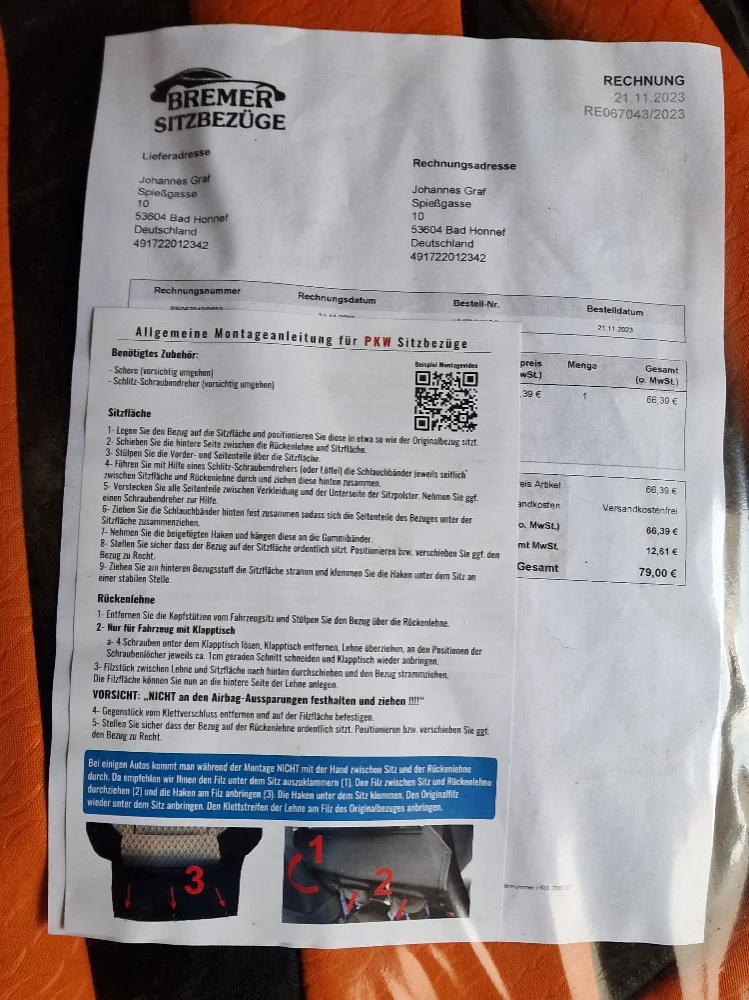 BREMER
SITZBEZÜGE
RECHNUNG
21.11.2023
RE067043/2023
Lieferadresse
Johannes Graf
Spießgasse
10
53604 Bad Honnef
Deutschland
491722012342
Rechnungsadresse
Johannes Graf
Spießgasse
10
53604 Bad Honnef
Deutschland
491722012342
Rechnungsnummer Rechnungsdatum Bestell-Nr. Bestelldatum
21.11.2023
preis Menge Gesamt
wSt.) (o. MwSt.)
,39 € 1 66,39 €
eis Artikel 66,39 €
andkosten Versandkostenfrei
o. MwSt.) 66,39 €
mt MwSt. 12,61 €
Gesamt 79,00 €
Allgemeine Montageanleitung für PKW Sitzbezüge
Benötigtes Zubehör:
- Schere (vorsichtig umgehen)
- Schlitz-Schraubendreher (vorsichtig umgehen)
Beispiel Montagevideo
Sitzfläche
1- Legen Sie den Bezug auf die Sitzfläche und positionieren Sie diese in etwa so wie der Originalbezug sitzt.
2- Schieben Sie die hintere Seite zwischen die Rückenlehne und Sitzfläche.
3- Stülpen Sie die Vorder- und Seitenteile über die Sitzfläche.
4- Führen Sie mit Hilfe eines Schlitz-Schraubendrehers (oder Löffel) die Schlauchbänder jeweils seitlich
zwischen Sitzfläche und Rückenlehne durch und ziehen diese hinten zusammen.
5- Verstecken Sie alle Seitenteile zwischen Verkleidung und der Unterseite der Sitzpolster. Nehmen Sie ggf.
einen Schraubendreher zur Hilfe.
6- Ziehen Sie die Schlauchbänder hinten fest zusammen sodass sich die Seitenteile des Bezuges unter der
Sitzfläche zusammenziehen.
7- Nehmen Sie die beigefügten Haken und hängen diese an die Gummibänder.
8- Stellen Sie sicher dass der Bezug auf der Sitzfläche ordentlich sitzt. Positionieren bzw. verschieben Sie ggf. den
Bezug zu Recht.
9- Ziehen Sie am hinteren Bezugsstoff die Sitzfläche stramm und klemmen Sie die Haken unter dem Sitz an
einer stabilen Stelle.
Rückenlehne
1- Entfernen Sie die Kopfstützen vom Fahrzeugsitz und Stülpen Sie den Bezug über die Rückenlehne.
2- Nur für Fahrzeug mit Klapptisch
a- 4 Schrauben unter dem Klapptisch lösen, Klapptisch entfernen, Lehne überziehen, an den Positionen der
Schraubenlöcher jeweils ca. 1cm geraden Schnitt schneiden und Klapptisch wieder anbringen.
3- Filzstück zwischen Lehne und Sitzfläche nach hinten durchschieben und den Bezug strammziehen.
Die Filzfläche können Sie nun an die hintere Seite der Lehne anlegen.
VORSICHT: „NICHT an den Airbag-Aussparungen festhalten und ziehen !!!!“
4- Gegenstück vom Klettverschluss entfernen und auf der Filzfläche befestigen.
5- Stellen Sie sicher dass der Bezug auf der Rückenlehne ordentlich sitzt. Positionieren bzw. verschieben Sie ggf.
den Bezug zu Recht.
Bei einigen Autos kommt man während der Montage NICHT mit der Hand zwischen Sitz und der Rückenlehne
durch. Da empfehlen wir Ihnen den Filz unter dem Sitz auszuklammern (1). Den Filz zwischen Sitz und Rückenlehne
durchziehen (2) und die Haken am Filz anbringen (3). Die Haken unter dem Sitz klemmen. Den Originalfilz
wieder unter dem Sitz anbringen. Den Klettstreifen der Lehne am Filz des Originalbezuges anbringen.
3
1
2